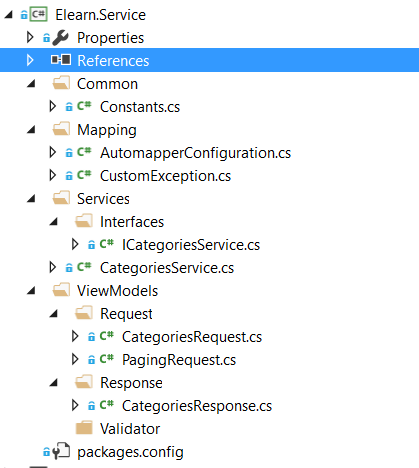 Elearn.Service
Properties
References
Common
Constants.cs
Mapping
AutomapperConfiguration.cs
CustomException.cs
Services
Interfaces
ICategoriesService.cs
CategoriesService.cs
ViewModels
Request
CategoriesRequest.cs
PagingRequest.cs
Response
CategoriesResponse.cs
Validator
packages.config